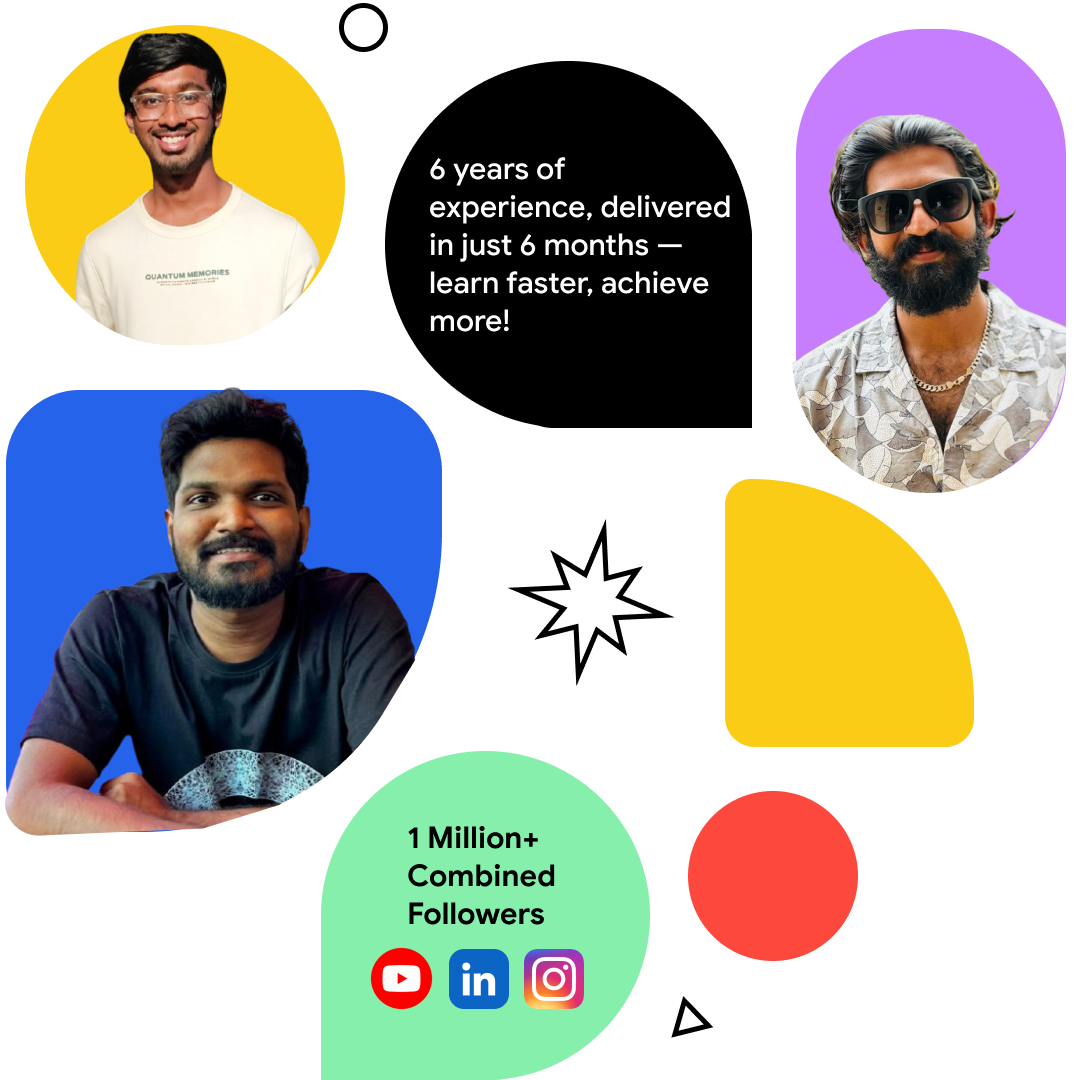 QUANTUM MEMORIES
6 years of
experience, delivered
in just 6 months —
learn faster, achieve
more!
1 Million+
Combined
Followers
in